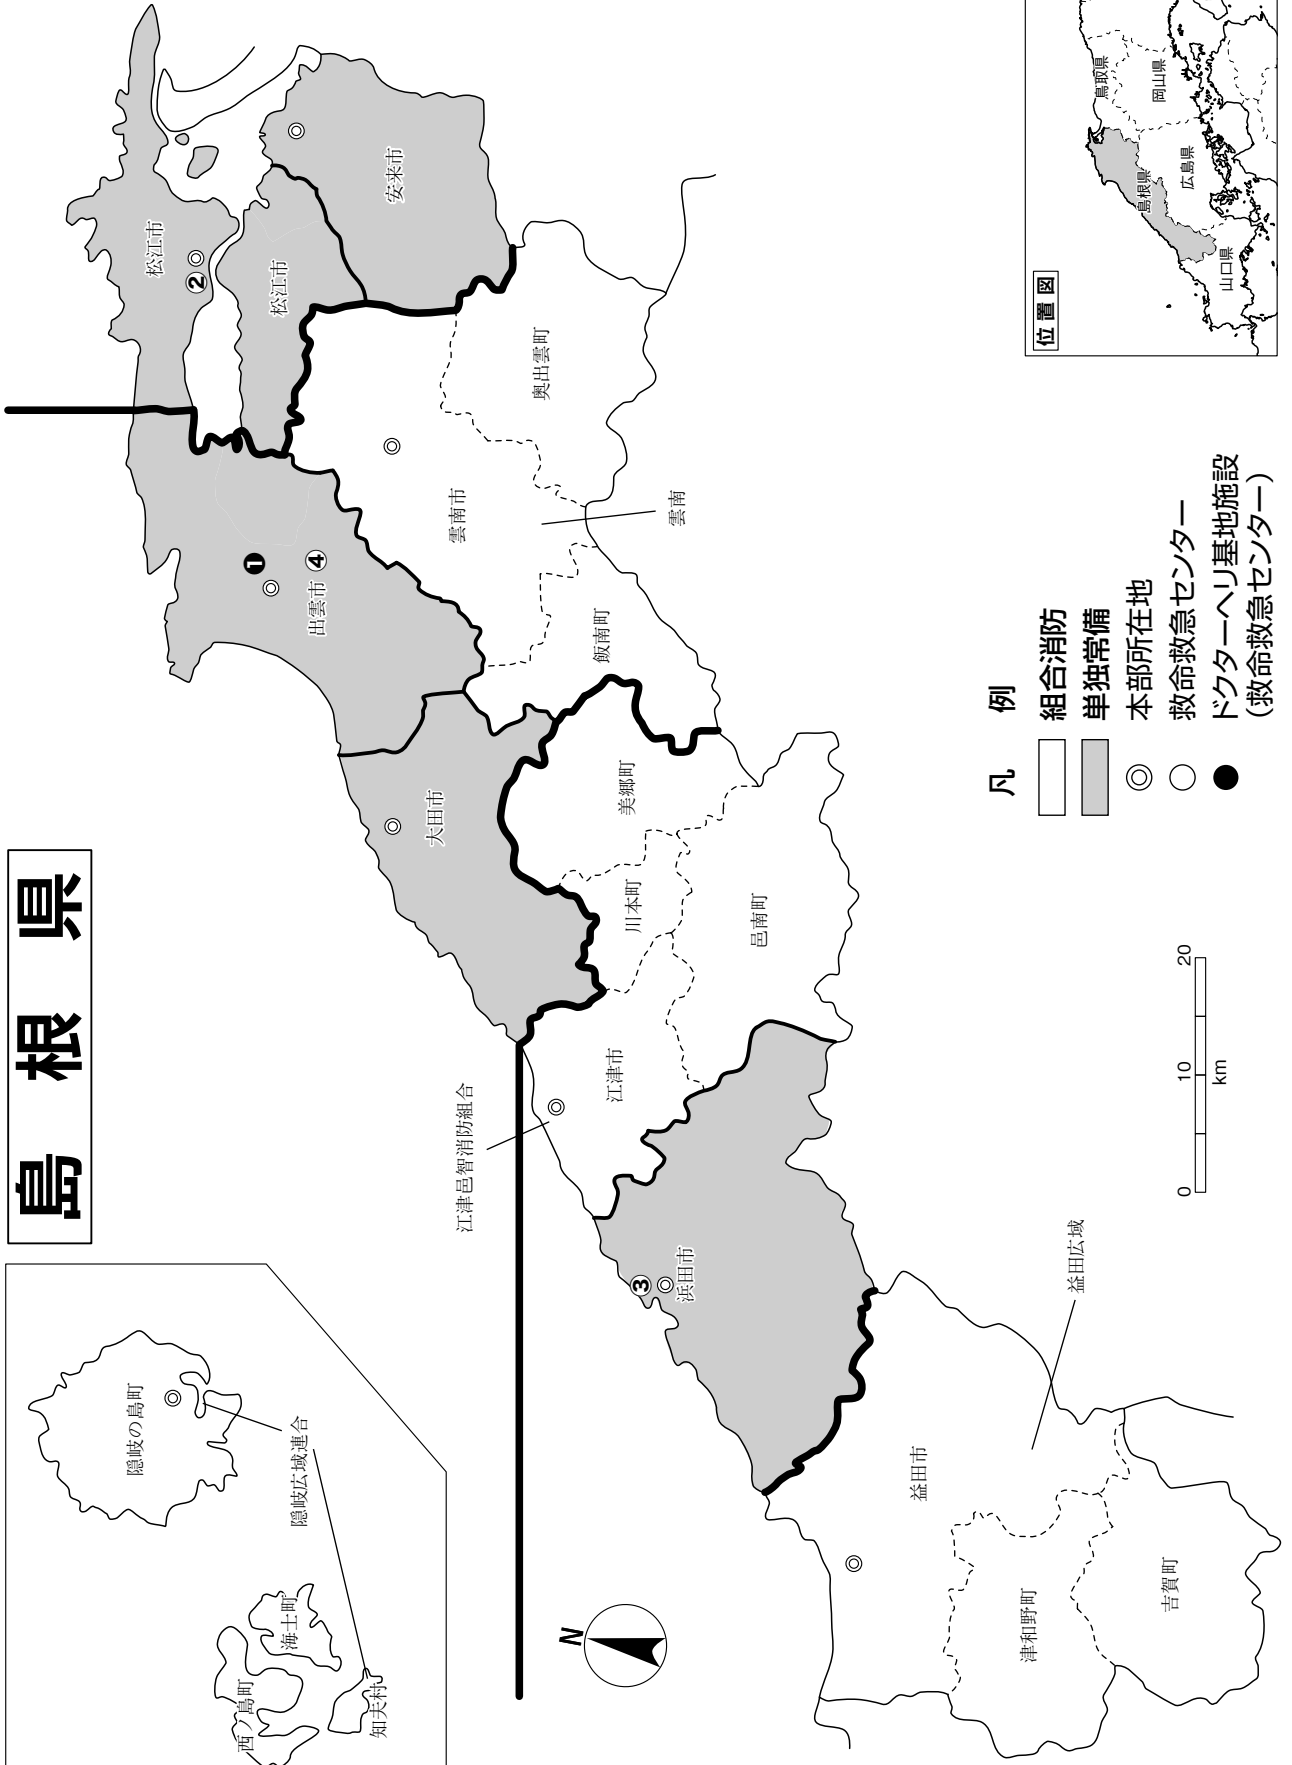 島根県
隠岐の島町
隠岐広域連合
海士町
西ノ島町
知夫村
松江市
②
松江市
安来市
❶
出雲市
④
雲南市
奥出雲町
雲南
飯南町
大田市
美郷町
川本町
邑南町
江津市
江津邑智消防組合
③
浜田市
益田市
益田広域
津和野町
吉賀町
N
凡例
組合消防
単独常備
本部所在地
救命救急センター
ドクターヘリ基地施設
(救命救急センター)
0 10 20
km
位置図
鳥取県
岡山県
島根県
広島県
山口県